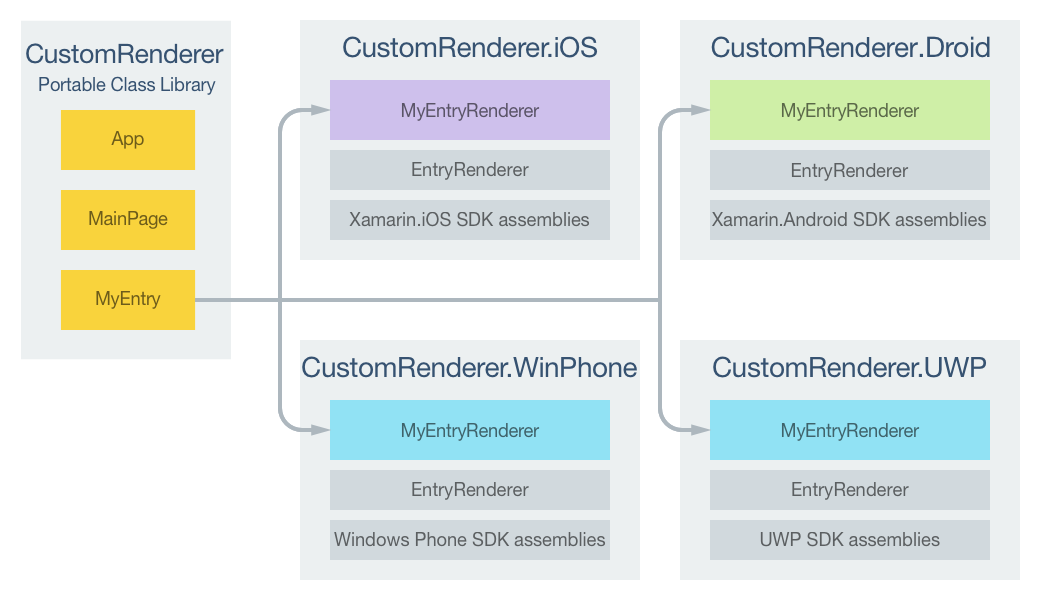 CustomRenderer
Portable Class Library
App
MainPage
MyEntry
CustomRenderer.iOS
MyEntryRenderer
EntryRenderer
Xamarin.iOS SDK assemblies
CustomRenderer.Droid
MyEntryRenderer
EntryRenderer
Xamarin.Android SDK assemblies
CustomRenderer.WinPhone
MyEntryRenderer
EntryRenderer
Windows Phone SDK assemblies
CustomRenderer.UWP
MyEntryRenderer
EntryRenderer
UWP SDK assemblies